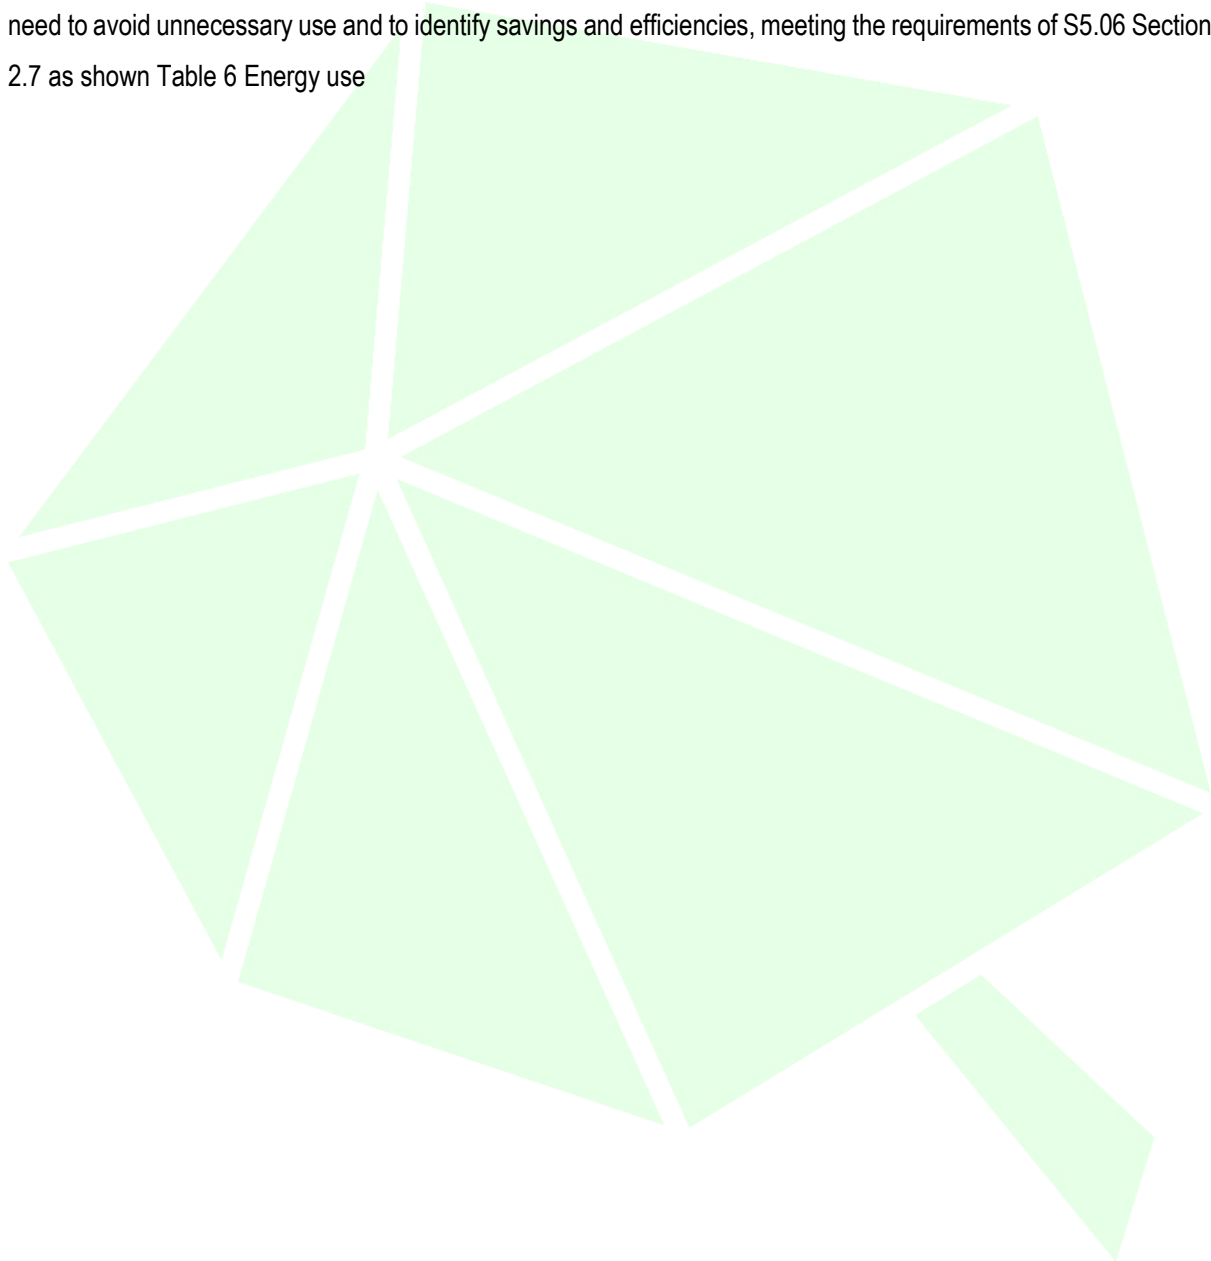 need to avoid unnecessary use and to identify savings and efficiencies, meeting the requirements of S5.06 Section
2.7 as shown Table 6 Energy use